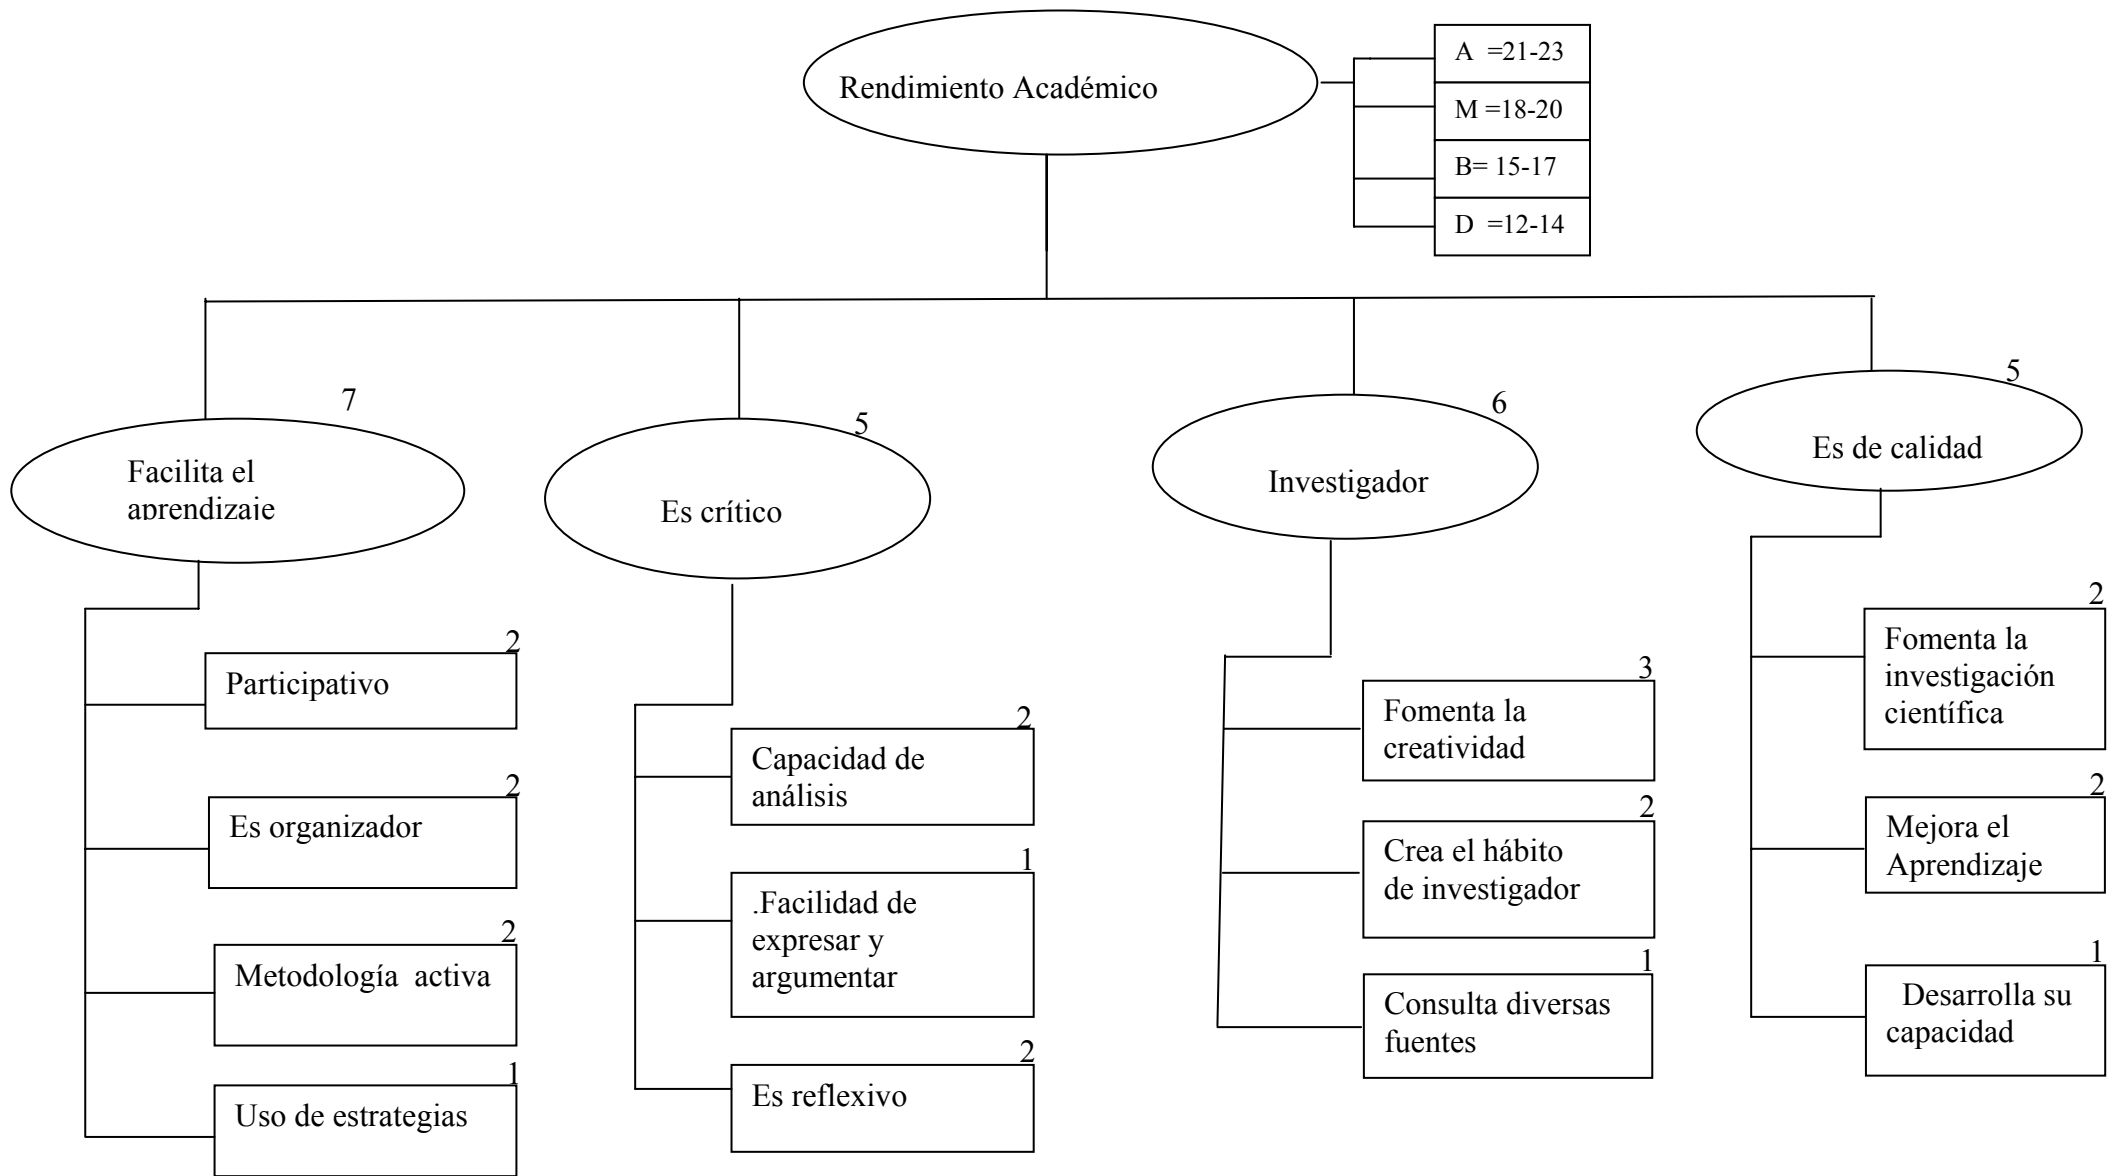 Rendimiento Académico
A =21-23
M =18-20
B= 15-17
D =12-14
7
Facilita el
aprendizaje
2
Participativo
2
Es organizador
2
Metodología activa
1
Uso de estrategias
5
Es crítico
2
Capacidad de
análisis
1
.Facilidad de
expresar y
argumentar
2
Es reflexivo
6
Investigador
3
Fomenta la
creatividad
2
Crea el hábito
de investigador
1
Consulta diversas
fuentes
5
Es de calidad
2
Fomenta la
investigación
científica
2
Mejora el
Aprendizaje
1
Desarrolla su
capacidad